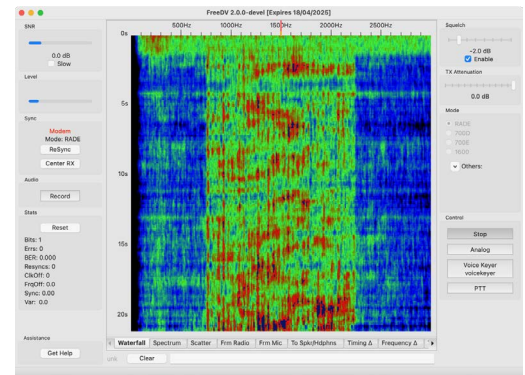 FreeDV 2.0.0-devel [Expires 18/04/2025]
SNR
0.0 dB
Slow
Level
Sync
Modem
Mode: RADE
ReSync
Center RX
Audio
Record
Stats
Reset
Bits: 1
Errs: 0
BER: 0.000
Resyncs: 0
ClkOff: 0
FrqOff: 0.0
Sync: 0.00
Var: 0.0
Assistance
Get Help
500Hz 1000Hz 1500Hz 2000Hz 2500Hz
0s
5s
10s
15s
20s
Waterfall Spectrum Scatter Frm Radio Frm Mic To Spkr/Hdphns Timing Δ Frequency Δ
unk Clear
Squelch
-2.0 dB
Enable
TX Attenuation
0.0 dB
Mode
RADE
700D
700E
1600
Others:
Control
Stop
Analog
Voice Keyer
voicekeyer
PTT